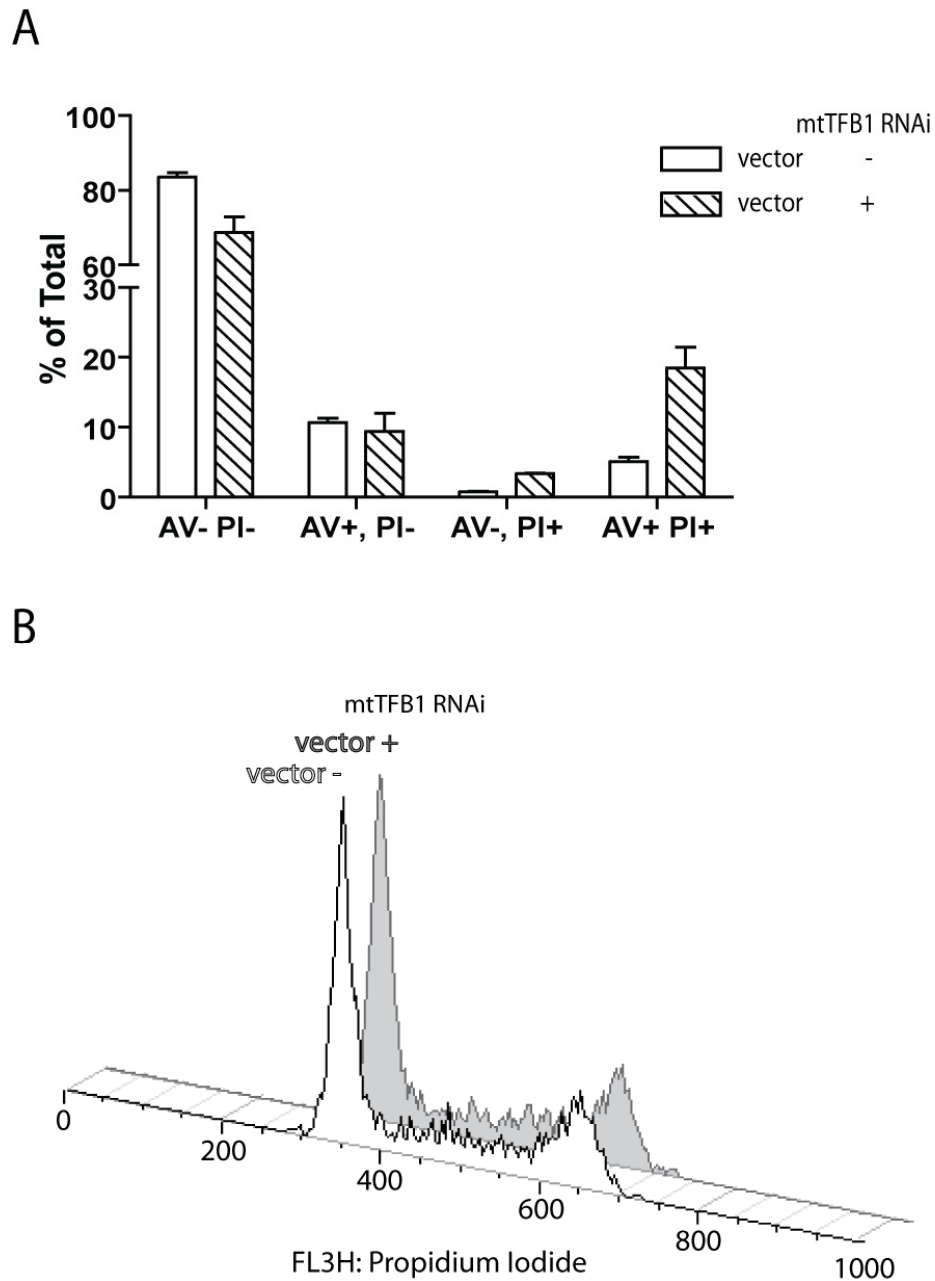 A
mtTFB1 RNAi
vector -
vector +
% of Total
100
80
60
30
20
10
0
AV- PI- AV+, PI- AV-, PI+ AV+ PI+
B
mtTFB1 RNAi
vector +
vector -
0
200
400
600
800
1000
FL3H: Propidium Iodide